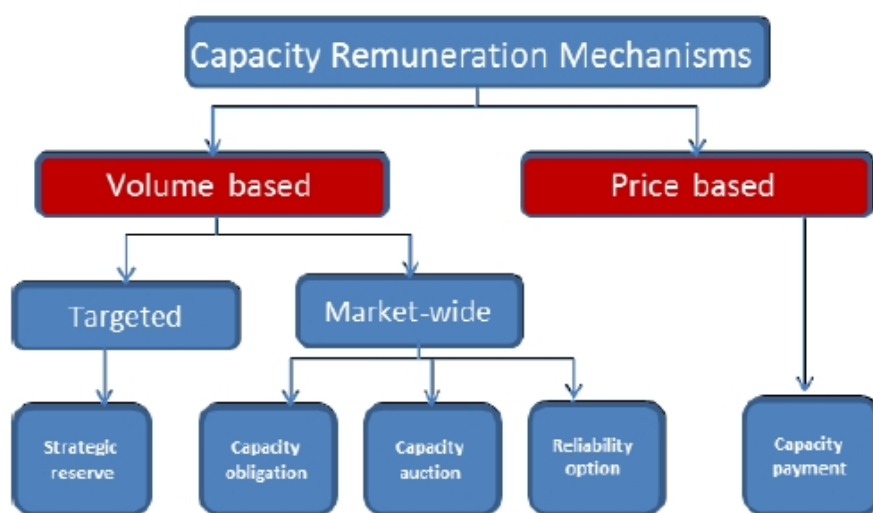 Capacity Remuneration Mechanisms
Volume based
Price based
Targeted
Market-wide
Strategic
reserve
Capacity
obligation
Capacity
auction
Reliability
option
Capacity
payment